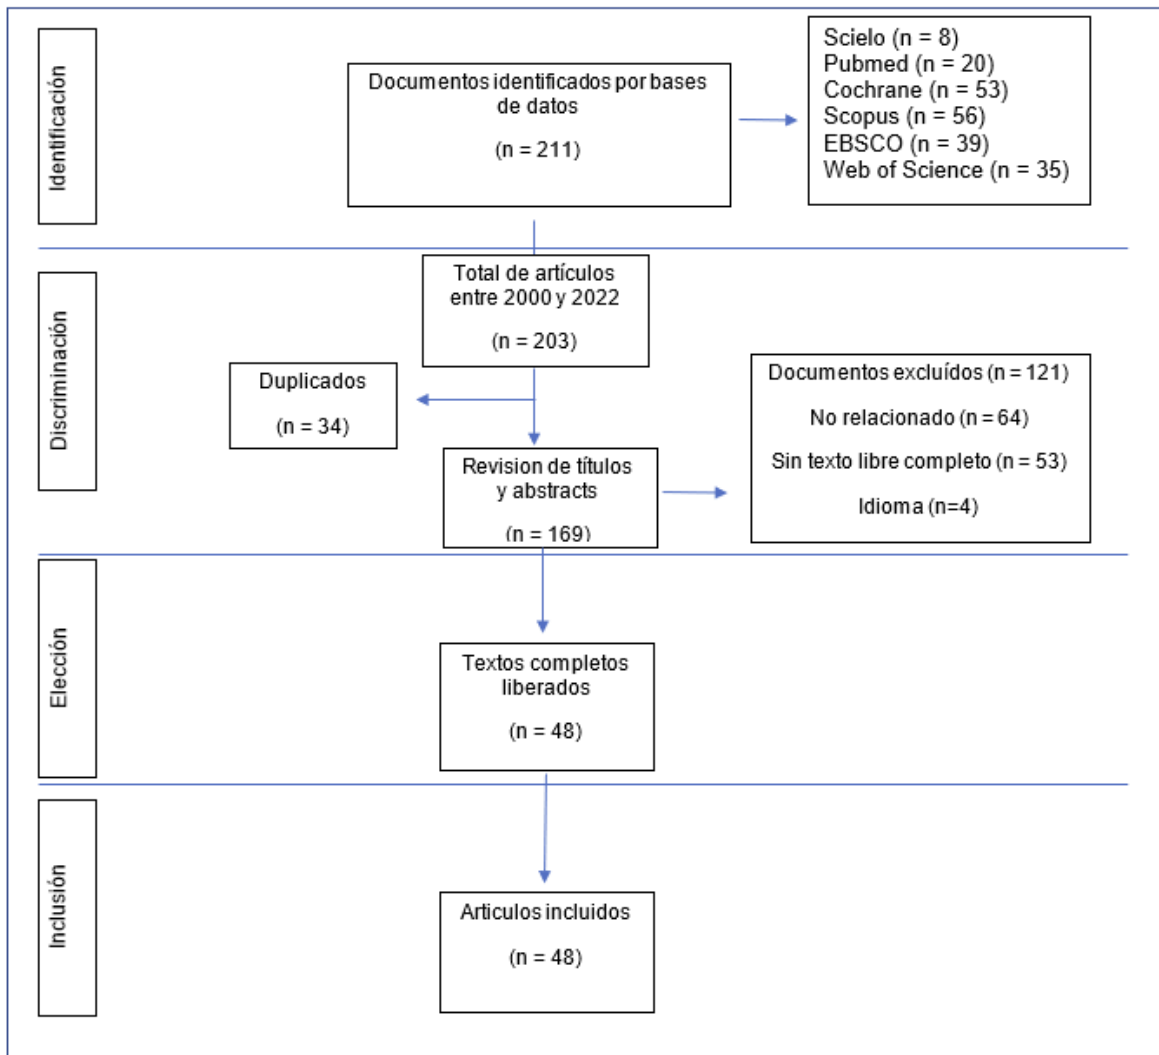 Identificación
Documentos identificados por bases
de datos
(n = 211)
Scielo (n = 8)
Pubmed (n = 20)
Cochrane (n = 53)
Scopus (n = 56)
EBSCO (n = 39)
Web of Science (n = 35)
Discriminación
Total de artículos
entre 2000 y 2022
(n = 203)
Duplicados
(n = 34)
Revision de títulos
y abstracts
(n = 169)
Documentos excluídos (n = 121)
No relacionado (n = 64)
Sin texto libre completo (n = 53)
Idioma (n=4)
Elección
Textos completos
liberados
(n = 48)
Inclusión
Articulos incluidos
(n = 48)